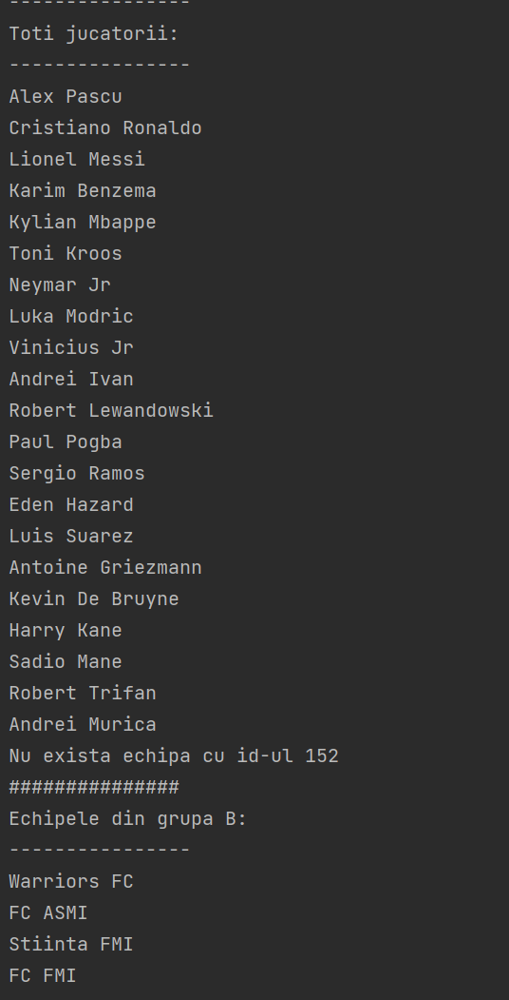 ----------------
Toti jucatorii:
----------------
Alex Pascu
Cristiano Ronaldo
Lionel Messi
Karim Benzema
Kylian Mbappe
Toni Kroos
Neymar Jr
Luka Modric
Vinicius Jr
Andrei Ivan
Robert Lewandowski
Paul Pogba
Sergio Ramos
Eden Hazard
Luis Suarez
Antoine Griezmann
Kevin De Bruyne
Harry Kane
Sadio Mane
Robert Trifan
Andrei Murica
Nu exista echipa cu id-ul 152
###############
Echipele din grupa B:
----------------
Warriors FC
FC ASMI
Stiinta FMI
FC FMI